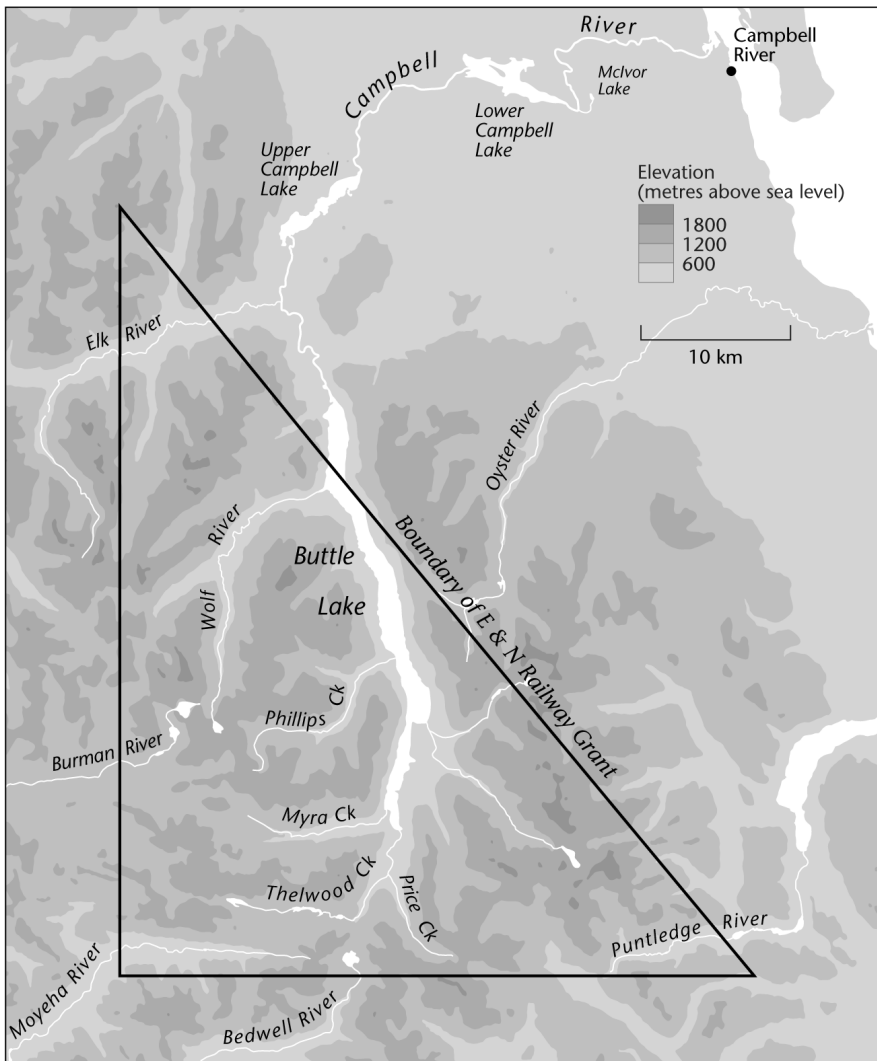 River
Campbell
River
Campbell
McIvor
Lake
Lower
Campbell
Lake
Upper
Campbell
Lake
Elevation
(metres above sea level)
1800
1200
600
10 km
Elk River
Oyster River
Boundary of E & N Railway Grant
River
Wolf
Buttle
Lake
Phillips Ck
Burman River
Myra Ck
Thelwood Ck
Price Ck
Puntledge River
Moyeha River
Bedwell River